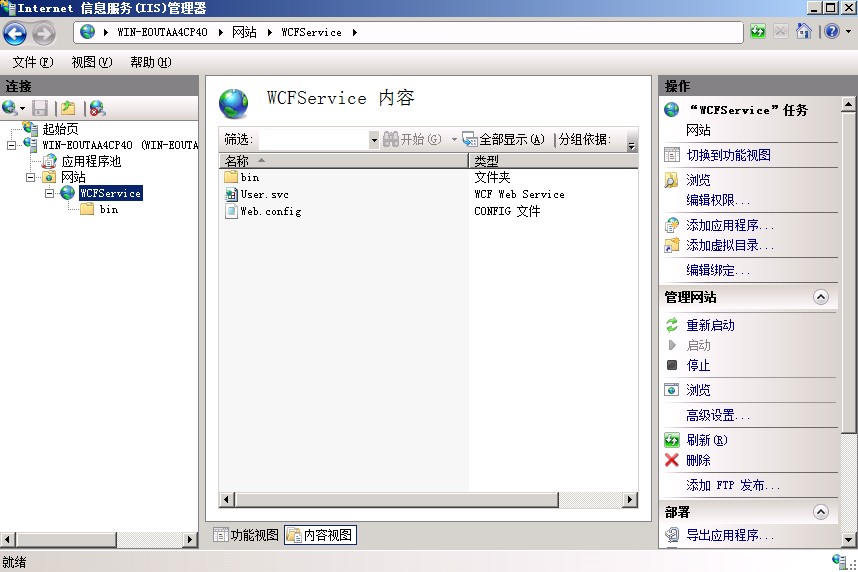 Internet 信息服务(IIS)管理器
WIN-EOUTAA4CP4O 网站 WCFService
文件(F) 视图(V) 帮助(H)
连接
起始页
WIN-EOUTAA4CP4O (WIN-EOUTA
应用程序池
网站
WCFService
bin
WCFService 内容
筛选: 开始(G) 全部显示(A) 分组依据:
名称 类型
bin 文件夹
User.svc WCF Web Service
Web.config CONFIG 文件
功能视图 内容视图
操作
“WCFService”任务
网站
切换到功能视图
浏览
编辑权限...
添加应用程序...
添加虚拟目录...
编辑绑定...
管理网站
重新启动
启动
停止
浏览
高级设置...
刷新(R)
删除
添加 FTP 发布...
部署
导出应用程序...
就绪